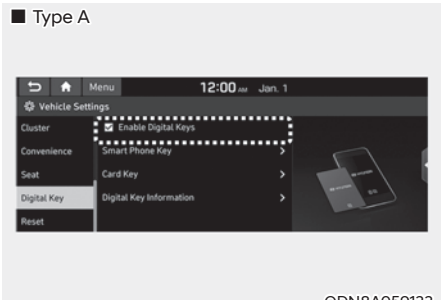 ■ Type A
Menu 12:00 AM Jan. 1
Vehicle Settings
Cluster
Enable Digital Keys
Convenience
Smart Phone Key
Seat
Card Key
Digital Key
Digital Key Information
Reset